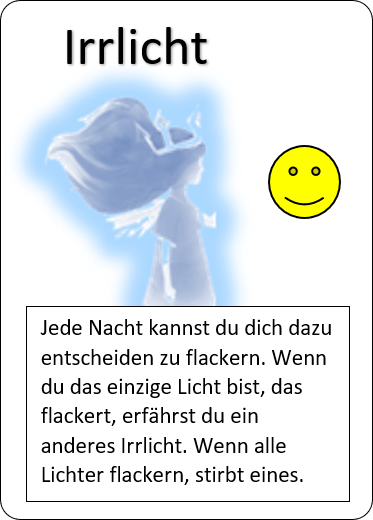 Irrlicht
Jede Nacht kannst du dich dazu
entscheiden zu flackern. Wenn
du das einzige Licht bist, das
flackert, erfährst du ein
anderes Irrlicht. Wenn alle
Lichter flackern, stirbt eines.